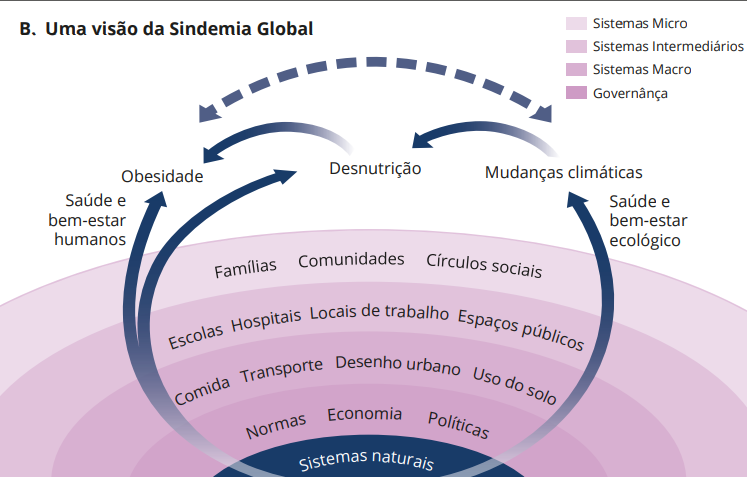 B. Uma visão da Sindemia Global
Sistemas Micro
Sistemas Intermediários
Sistemas Macro
Governânça
Obesidade
Desnutrição
Mudanças climáticas
Saúde e
bem-estar
humanos
Saúde e
bem-estar
ecológico
Famílias Comunidades Círculos sociais
Escolas Hospitais Locais de trabalho Espaços públicos
Comida Transporte Desenho urbano Uso do solo
Normas Economia Políticas
Sistemas naturais